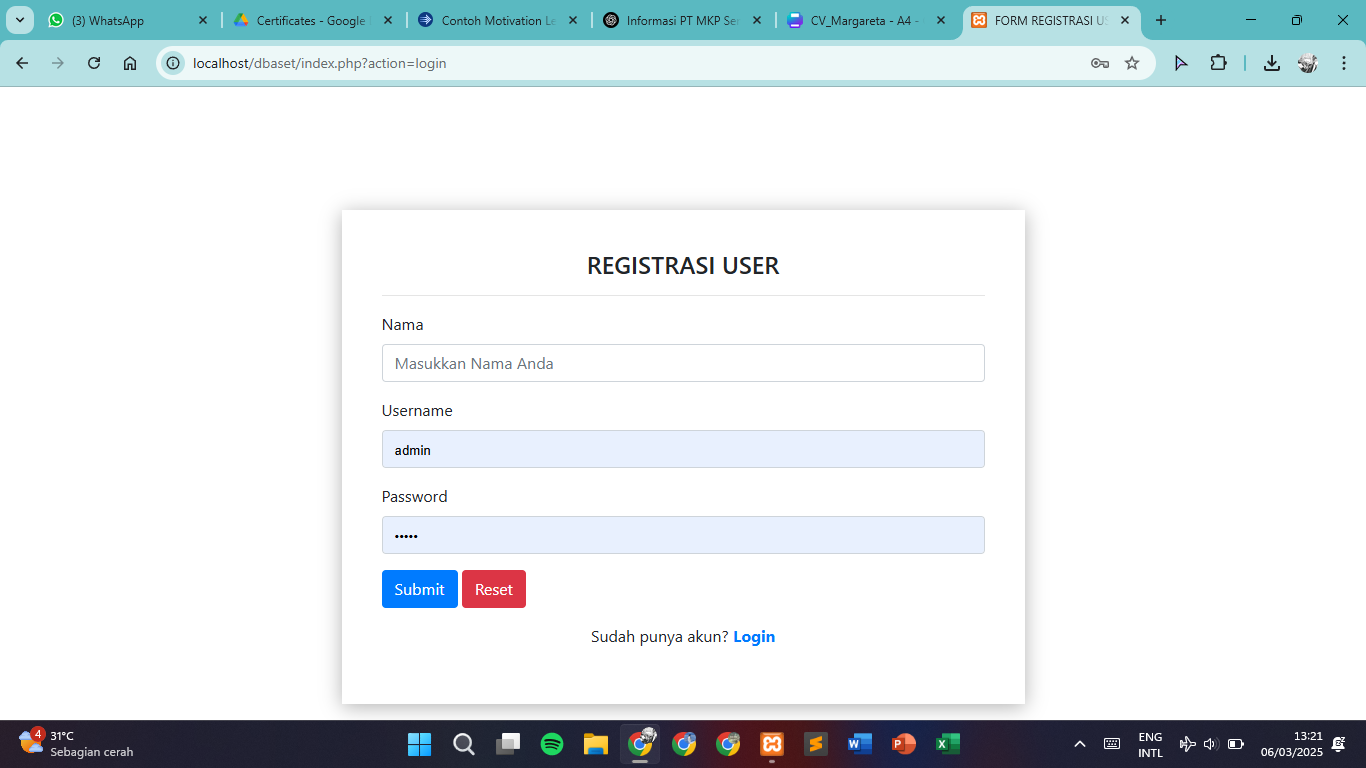 (3) WhatsApp
Certificates - Google
Contoh Motivation Le
Informasi PT MKP Se
CV_Margareta - A4 -
FORM REGISTRASI US
localhost/dbaset/index.php?action=login
REGISTRASI USER
Nama
Masukkan Nama Anda
Username
admin
Password
•••••
Submit Reset
Sudah punya akun? Login
4
31°C
Sebagian cerah
ENG
INTL
13:21
06/03/2025